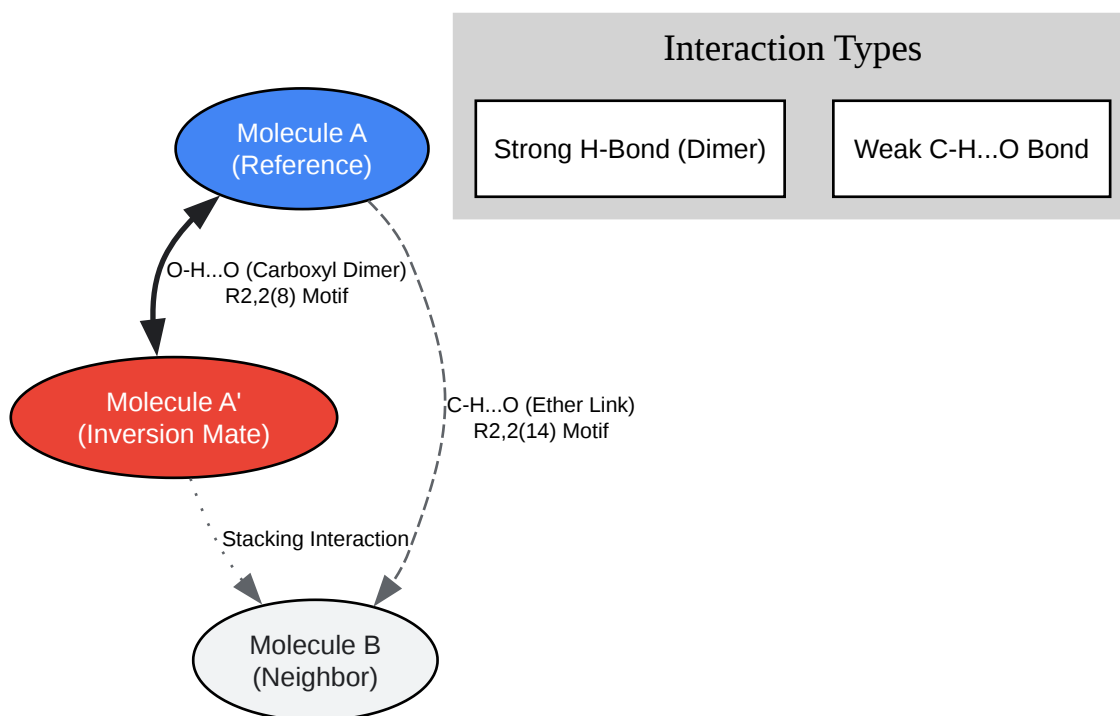 Interaction Types
Strong H-Bond (Dimer)
Weak C-H...O Bond
Molecule A
(Reference)
O-H...O (Carboxyl Dimer)
R2,2(8) Motif
Molecule A'
(Inversion Mate)
C-H...O (Ether Link)
R2,2(14) Motif
Stacking Interaction
Molecule B
(Neighbor)